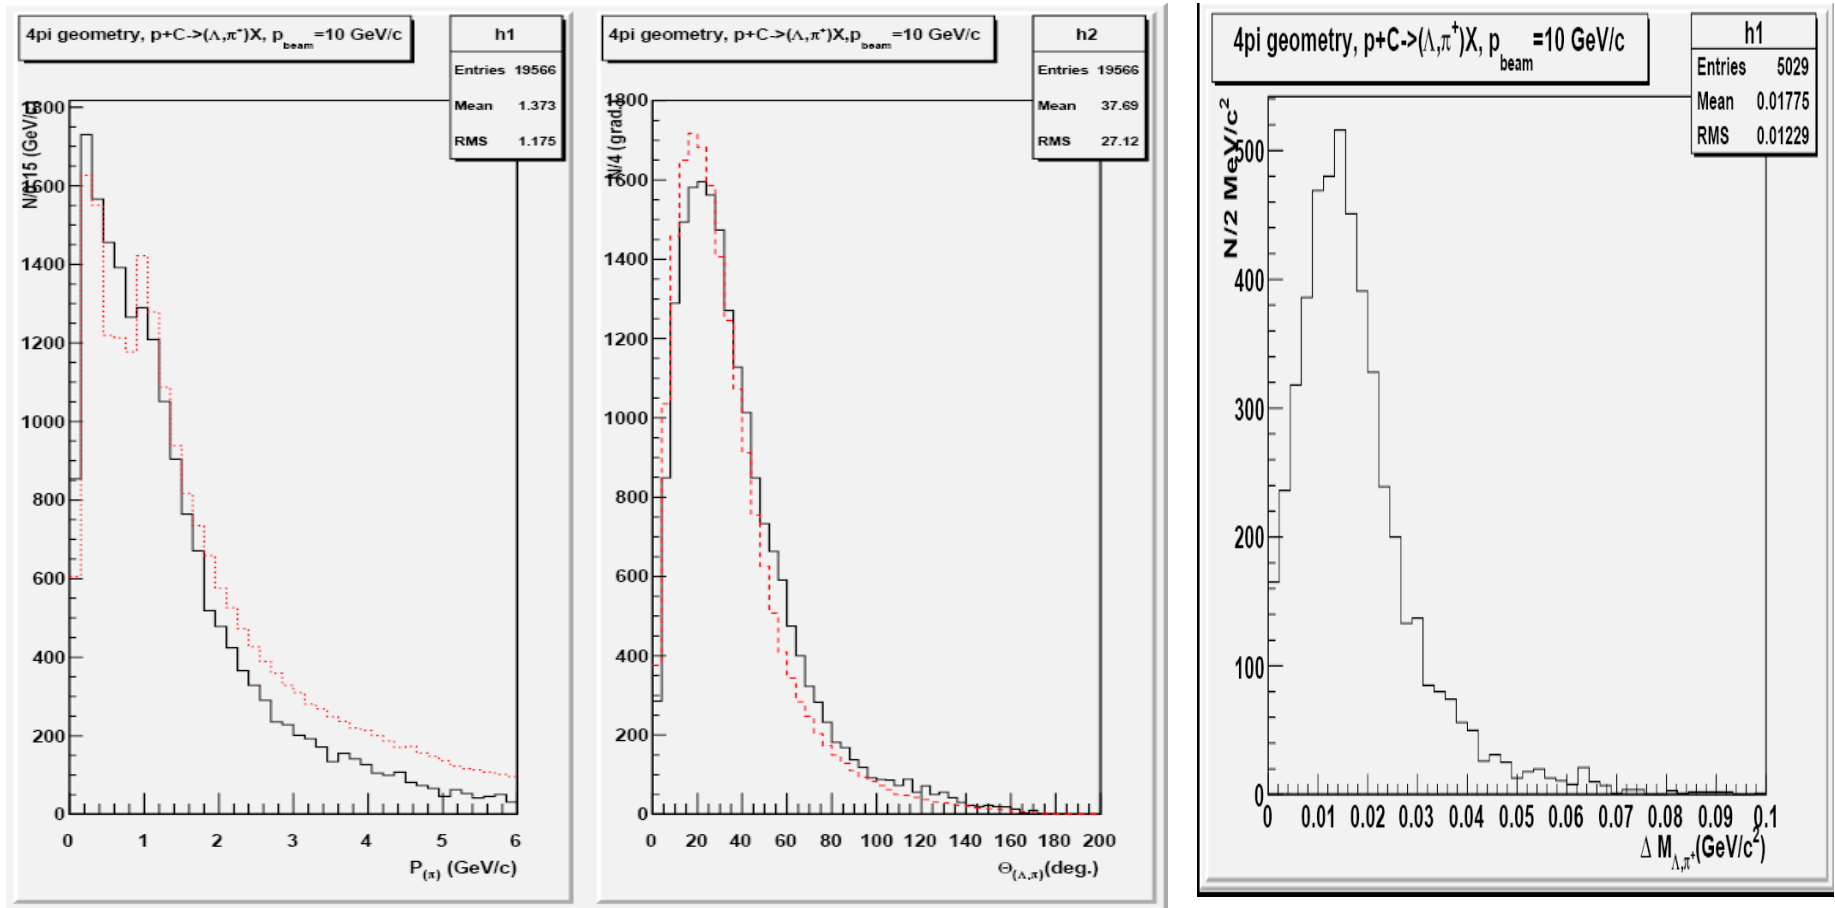 4pi geometry, p+C->(Λ,π⁺)X, p_beam=10 GeV/c
h1
Entries 19566
Mean 1.373
RMS 1.175
1800
1600
1400
1200
1000
800
600
400
200
0
0 1 2 3 4 5 6
P(π) (GeV/c)
4pi geometry, p+C->(Λ,π⁺)X,p_beam=10 GeV/c
h2
Entries 19566
Mean 37.69
RMS 27.12
N/4 (grad.)
1800
1600
1400
1200
1000
800
600
400
200
0
0 20 40 60 80 100 120 140 160 180 200
Θ(Λ,π)(deg.)
4pi geometry, p+C->(Λ,π⁺)X, p_beam=10 GeV/c
h1
Entries 5029
Mean 0.01775
RMS 0.01229
N/2 MeV/c²
500
400
300
200
100
0
0 0.01 0.02 0.03 0.04 0.05 0.06 0.07 0.08 0.09 0.1
Δ M_Λ,π⁺(GeV/c²)